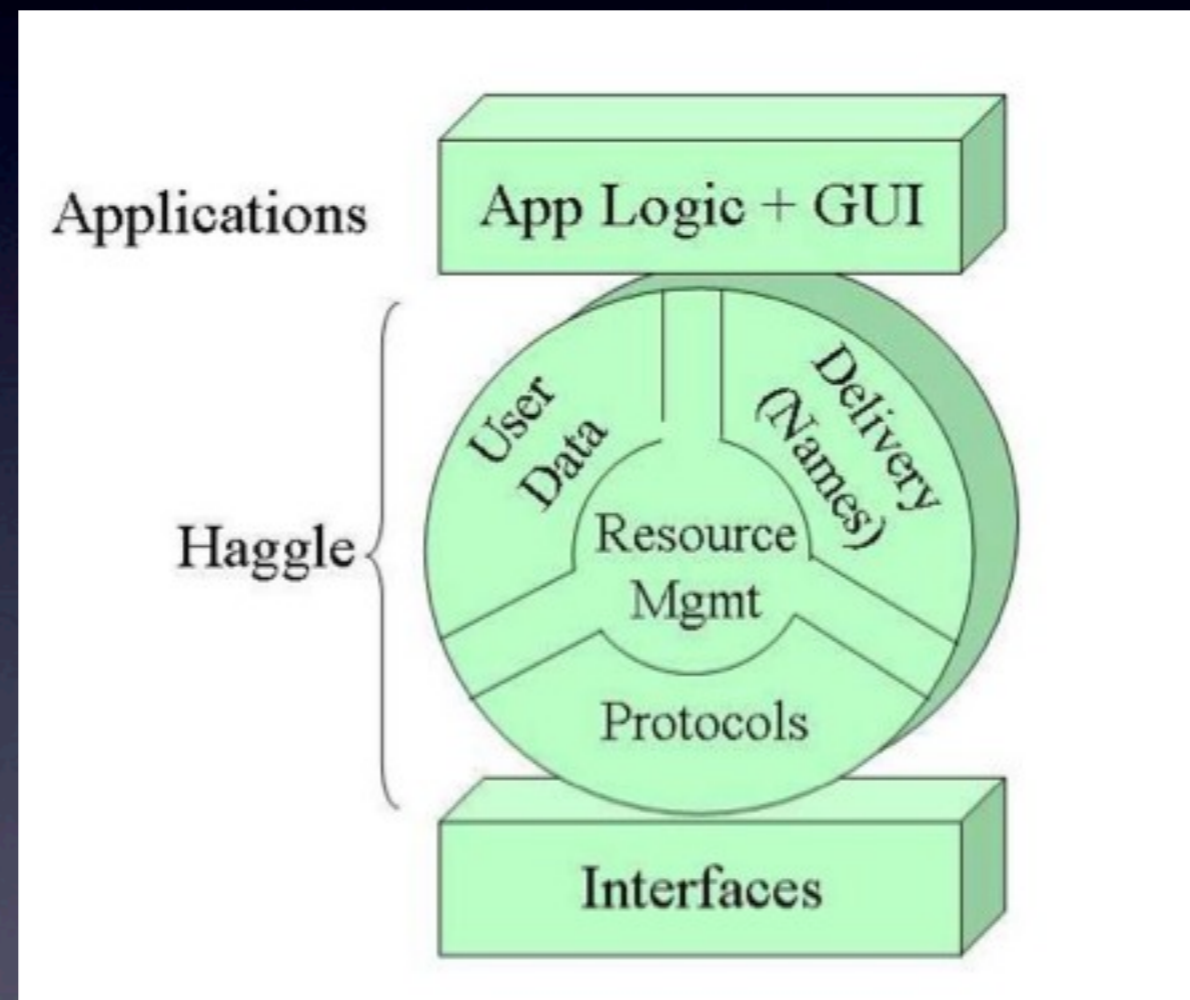 Applications
App Logic + GUI
Haggle
User
Data
Delivery
(Names)
Resource
Mgmt
Protocols
Interfaces